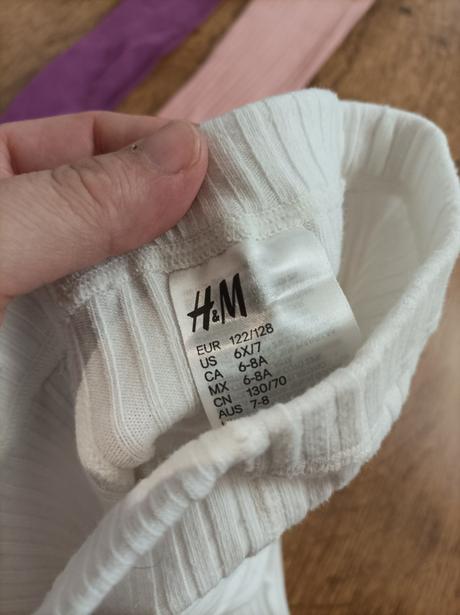 H&M
EUR 122/128
US 6X/7
CA 6-8A
MX 6-8A
CN 130/70
AUS 7-8